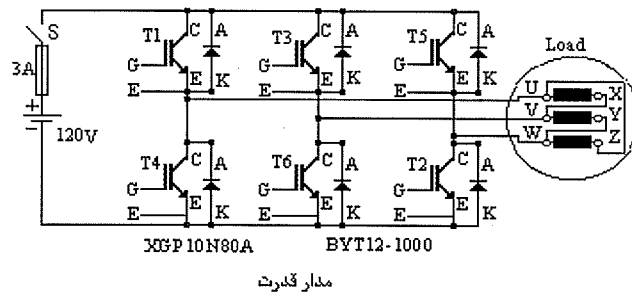 S
3A
+
-
120V
T1 C A
G E K
E
T3 C A
G E K
E
T5 C A
G E K
E
Load
U X
V Y
W Z
T4 C A
G E K
E
T6 C A
G E K
E
T2 C A
G E K
E
XGP10N80A
BYT12-1000
مدار قدرت